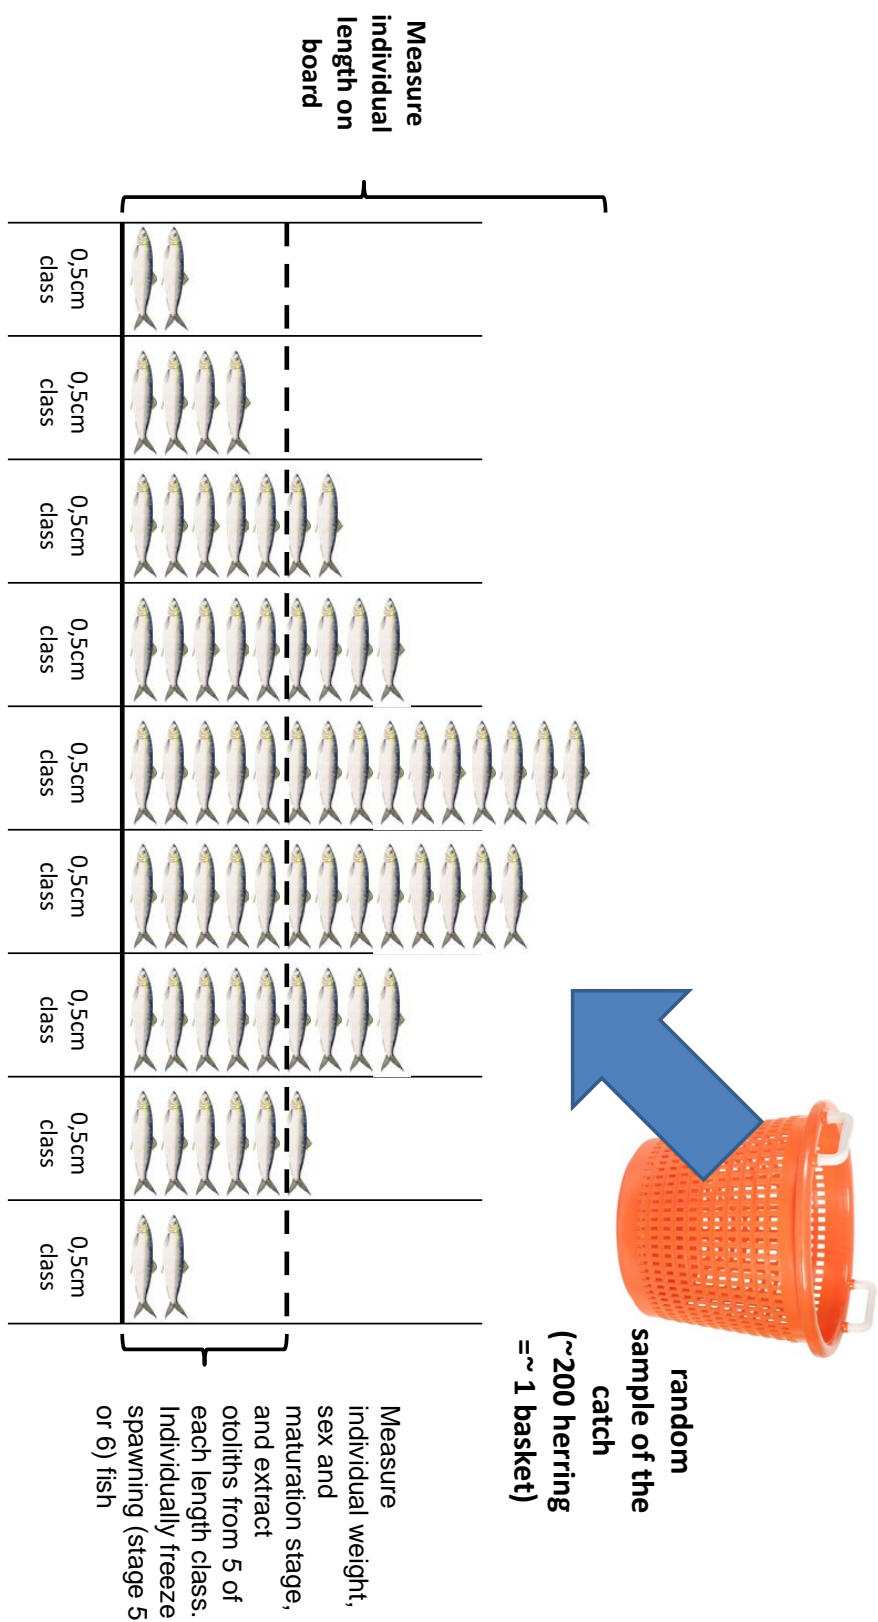 random
sample of the
catch
(~200 herring
=~ 1 basket)
Measure
individual
length on
board
0,5cm
class
0,5cm
class
0,5cm
class
0,5cm
class
0,5cm
class
0,5cm
class
0,5cm
class
0,5cm
class
0,5cm
class
Measure
individual weight,
sex and
maturation stage,
and extract
otoliths from 5 of
each length class.
Individually freeze
spawning (stage 5
or 6) fish